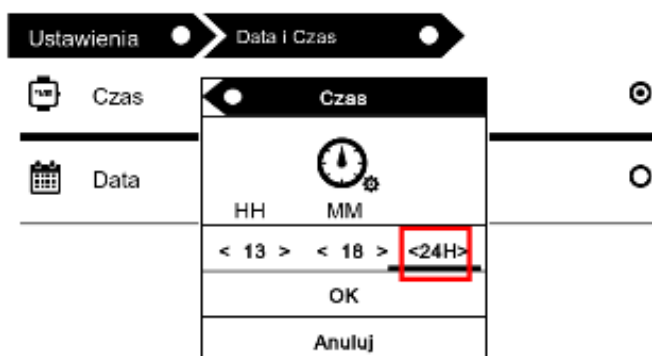 Ustawienia Data i Czas
Czas
Czas
Data
HH MM
< 13 > < 18 > <24H>
OK
Anuluj